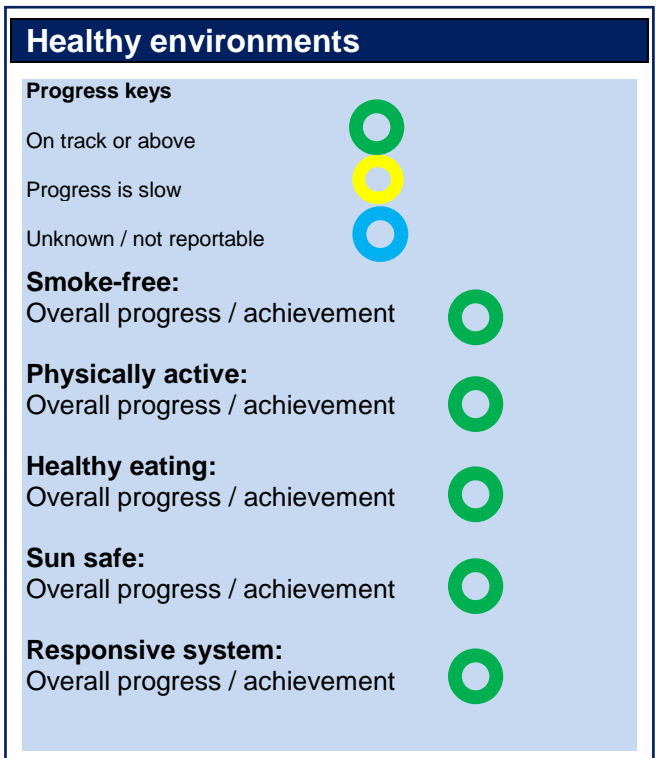 Healthy environments
Progress keys
On track or above
Progress is slow
Unknown / not reportable
Smoke-free:
Overall progress / achievement
Physically active:
Overall progress / achievement
Healthy eating:
Overall progress / achievement
Sun safe:
Overall progress / achievement
Responsive system:
Overall progress / achievement